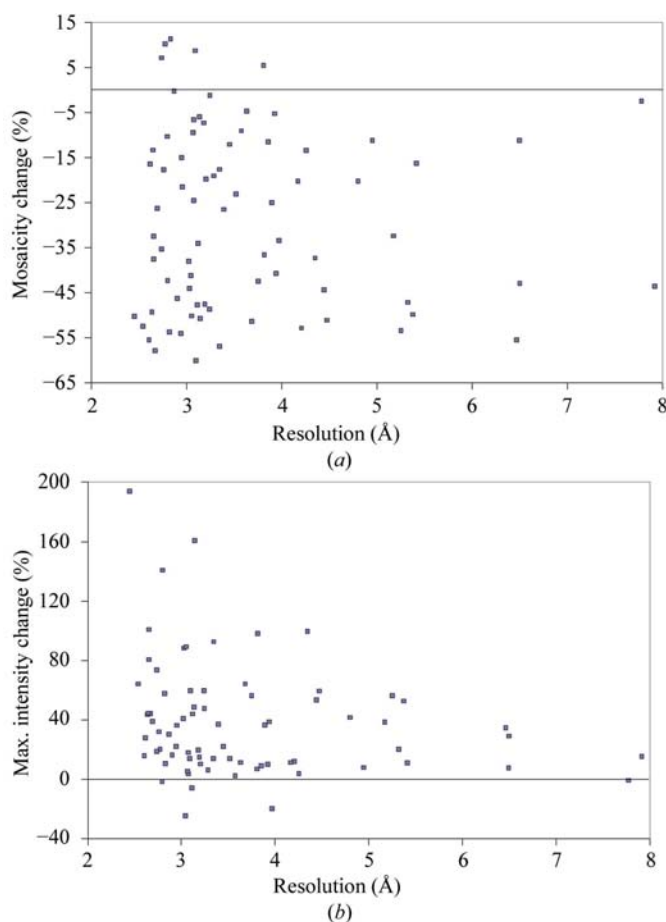 15
5
−5
−15
−25
−35
−45
−55
−65
Mosaicity change (%)
2 3 4 5 6 7 8
Resolution (Å)
(a)
200
160
120
80
40
0
−40
Max. intensity change (%)
2 3 4 5 6 7 8
Resolution (Å)
(b)